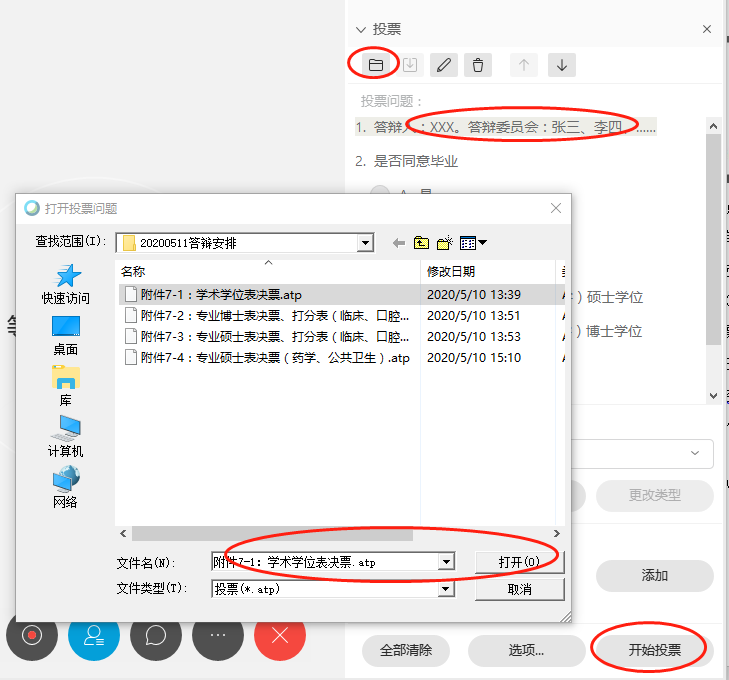 投票
投票问题：
1. 答辩人：XXX。答辩委员会：张三、李四、......
2. 是否同意毕业
打开投票问题
查找范围(I):
20200511答辩安排
名称
修改日期
附件7-1：学术学位表决票.atp
2020/5/10 13:39
附件7-2：专业博士表决票、打分表（临床、口腔...
2020/5/10 13:51
附件7-3：专业硕士表决票、打分表（临床、口腔...
2020/5/10 13:53
附件7-4：专业硕士表决票（药学、公共卫生）.atp
2020/5/10 15:10
快速访问
桌面
库
计算机
网络
）硕士学位
）博士学位
文件名(N):
附件7-1：学术学位表决票.atp
打开(O)
文件类型(T):
投票(*.atp)
取消
更改类型
添加
全部清除
选项...
开始投票